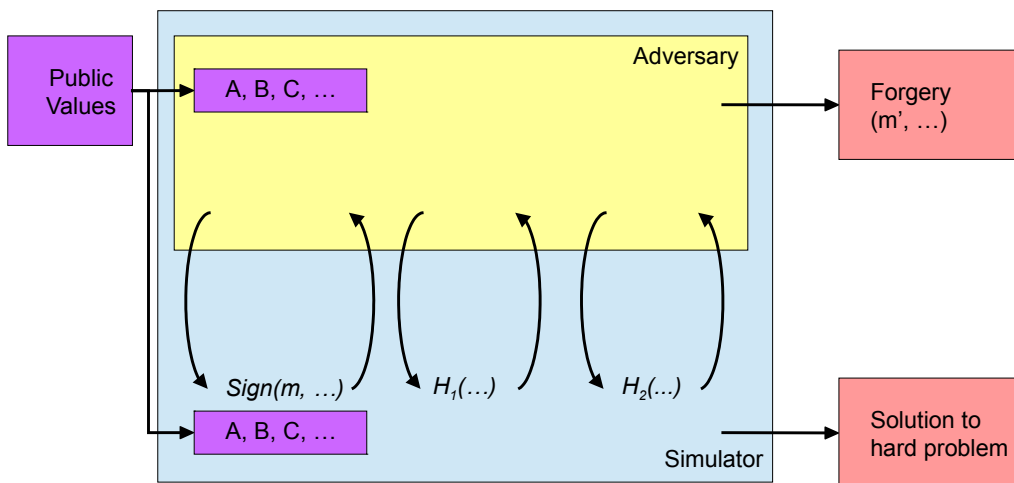 Public
Values
Adversary
A, B, C, …
Forgery
(m’, …)
Sign(m, …)
H₁(…)
H₂(...)
A, B, C, …
Simulator
Solution to
hard problem